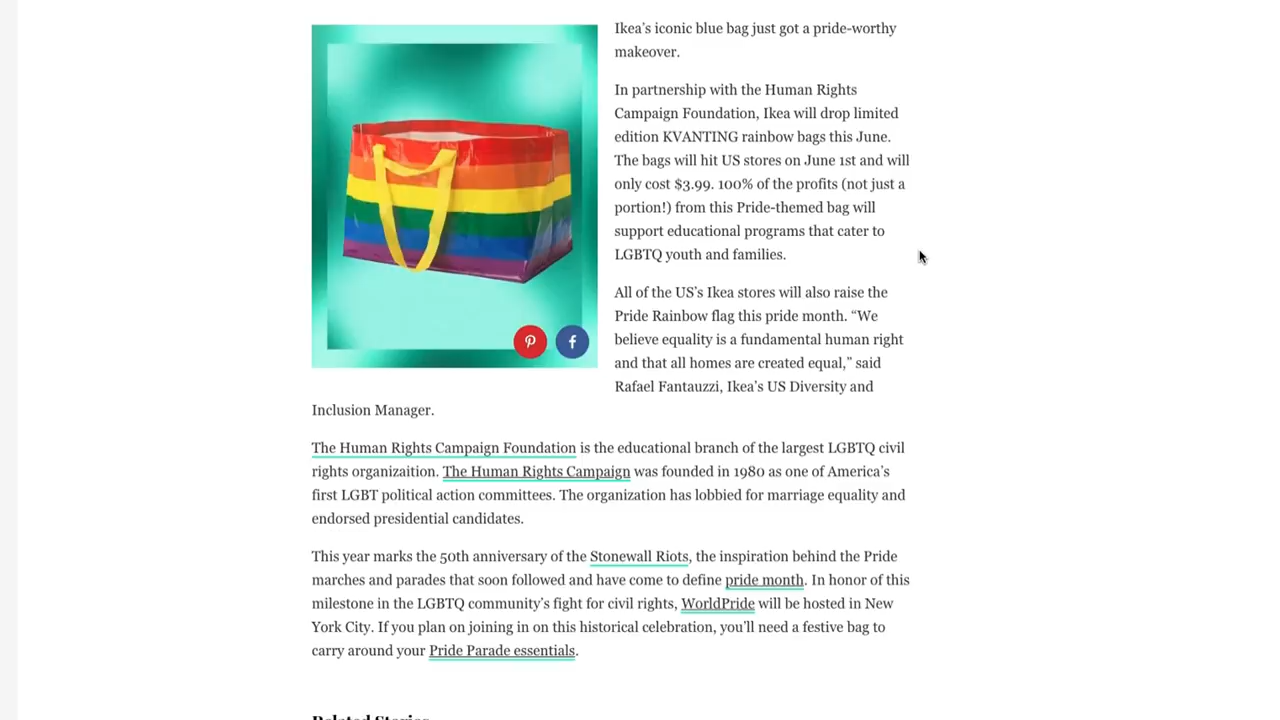 Ikea’s iconic blue bag just got a pride-worthy
makeover.
In partnership with the Human Rights
Campaign Foundation, Ikea will drop limited
edition KVANTING rainbow bags this June.
The bags will hit US stores on June 1st and will
only cost $3.99. 100% of the profits (not just a
portion!) from this Pride-themed bag will
support educational programs that cater to
LGBTQ youth and families.
All of the US’s Ikea stores will also raise the
Pride Rainbow flag this pride month. “We
believe equality is a fundamental human right
and that all homes are created equal,” said
Rafael Fantauzzi, Ikea’s US Diversity and
Inclusion Manager.
The Human Rights Campaign Foundation is the educational branch of the largest LGBTQ civil
rights organizaition. The Human Rights Campaign was founded in 1980 as one of America’s
first LGBT political action committees. The organization has lobbied for marriage equality and
endorsed presidential candidates.
This year marks the 50th anniversary of the Stonewall Riots, the inspiration behind the Pride
marches and parades that soon followed and have come to define pride month. In honor of this
milestone in the LGBTQ community’s fight for civil rights, WorldPride will be hosted in New
York City. If you plan on joining in on this historical celebration, you’ll need a festive bag to
carry around your Pride Parade essentials.
Related Stories